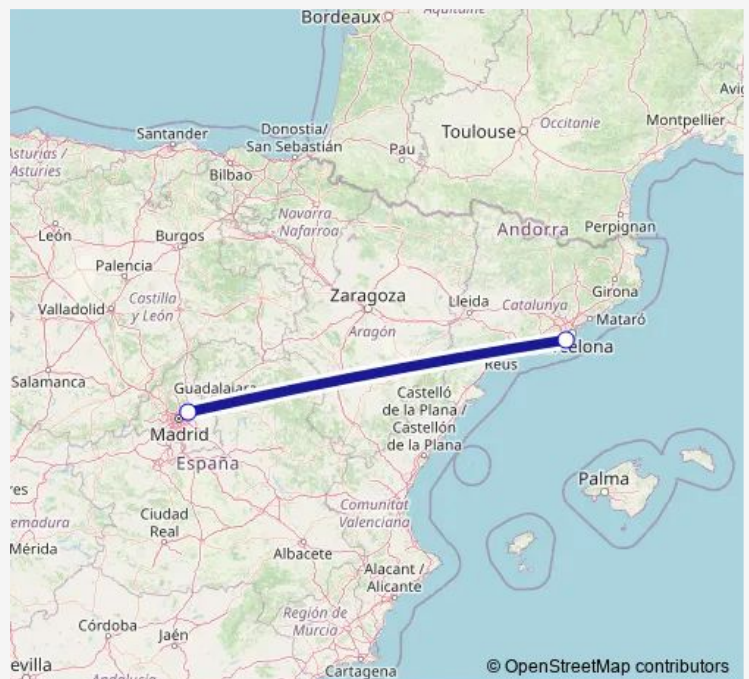 Bordeaux
Aquitaine
Toulouse
Occitanie
Montpellier
Santander
Donostia/
San Sebastián
Pau
Asturias /
Asturies
Bilbao
Navarra
Nafarroa
Andorra
Perpignan
León
Burgos
Palencia
Zaragoza
Lleida
Catalunya
Girona
Valladolid
Castilla
y León
Aragón
Mataró
Salamanca
Guadalajara
Reus
Castelló
de la Plana /
Castellón
de la Plana
Madrid
España
Palma
Ciudad
Real
Comunitat
Valenciana
Mérida
Albacete
Alacant /
Alicante
Región de
Murcia
Córdoba
Jaén
Cartagena
© OpenStreetMap contributors